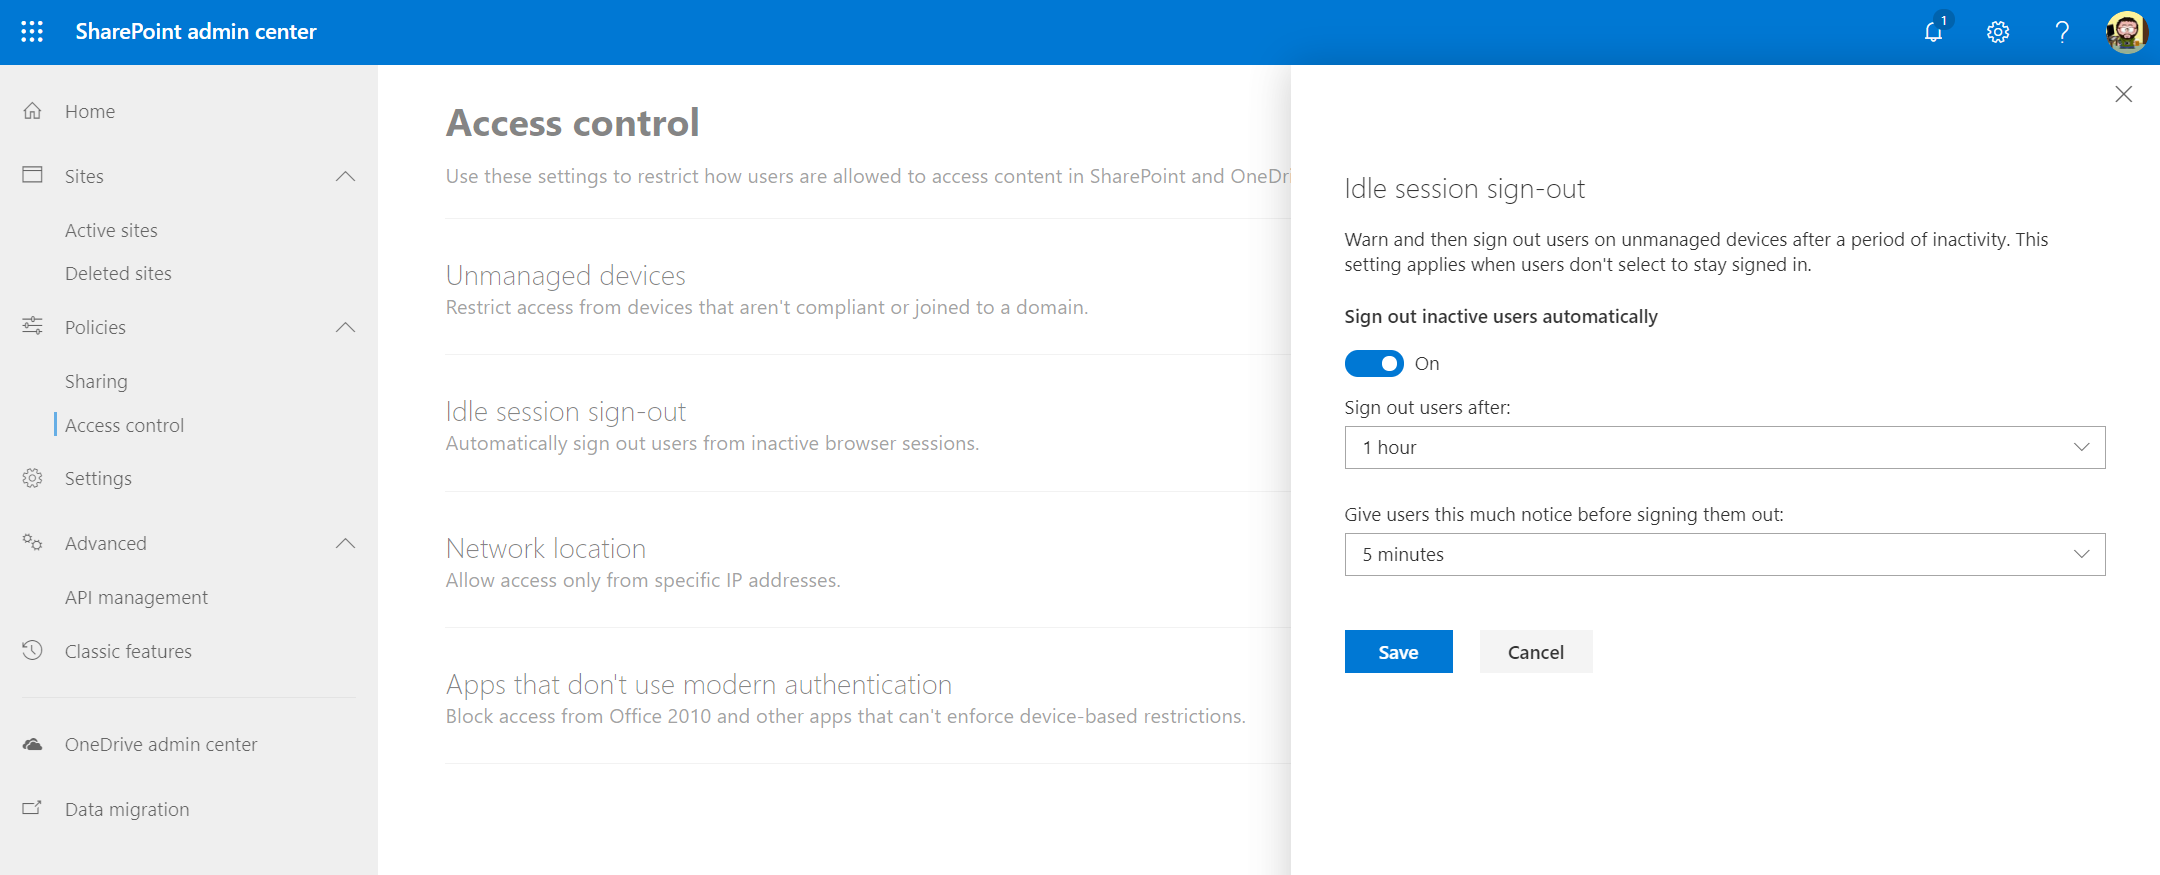 SharePoint admin center
1
Home
Sites
Active sites
Deleted sites
Policies
Sharing
Access control
Settings
Advanced
API management
Classic features
OneDrive admin center
Data migration
Access control
Use these settings to restrict how users are allowed to access content in SharePoint and OneDri
Unmanaged devices
Restrict access from devices that aren't compliant or joined to a domain.
Idle session sign-out
Automatically sign out users from inactive browser sessions.
Network location
Allow access only from specific IP addresses.
Apps that don't use modern authentication
Block access from Office 2010 and other apps that can't enforce device-based restrictions.
Idle session sign-out
Warn and then sign out users on unmanaged devices after a period of inactivity. This
setting applies when users don't select to stay signed in.
Sign out inactive users automatically
On
Sign out users after:
1 hour
Give users this much notice before signing them out:
5 minutes
Save
Cancel